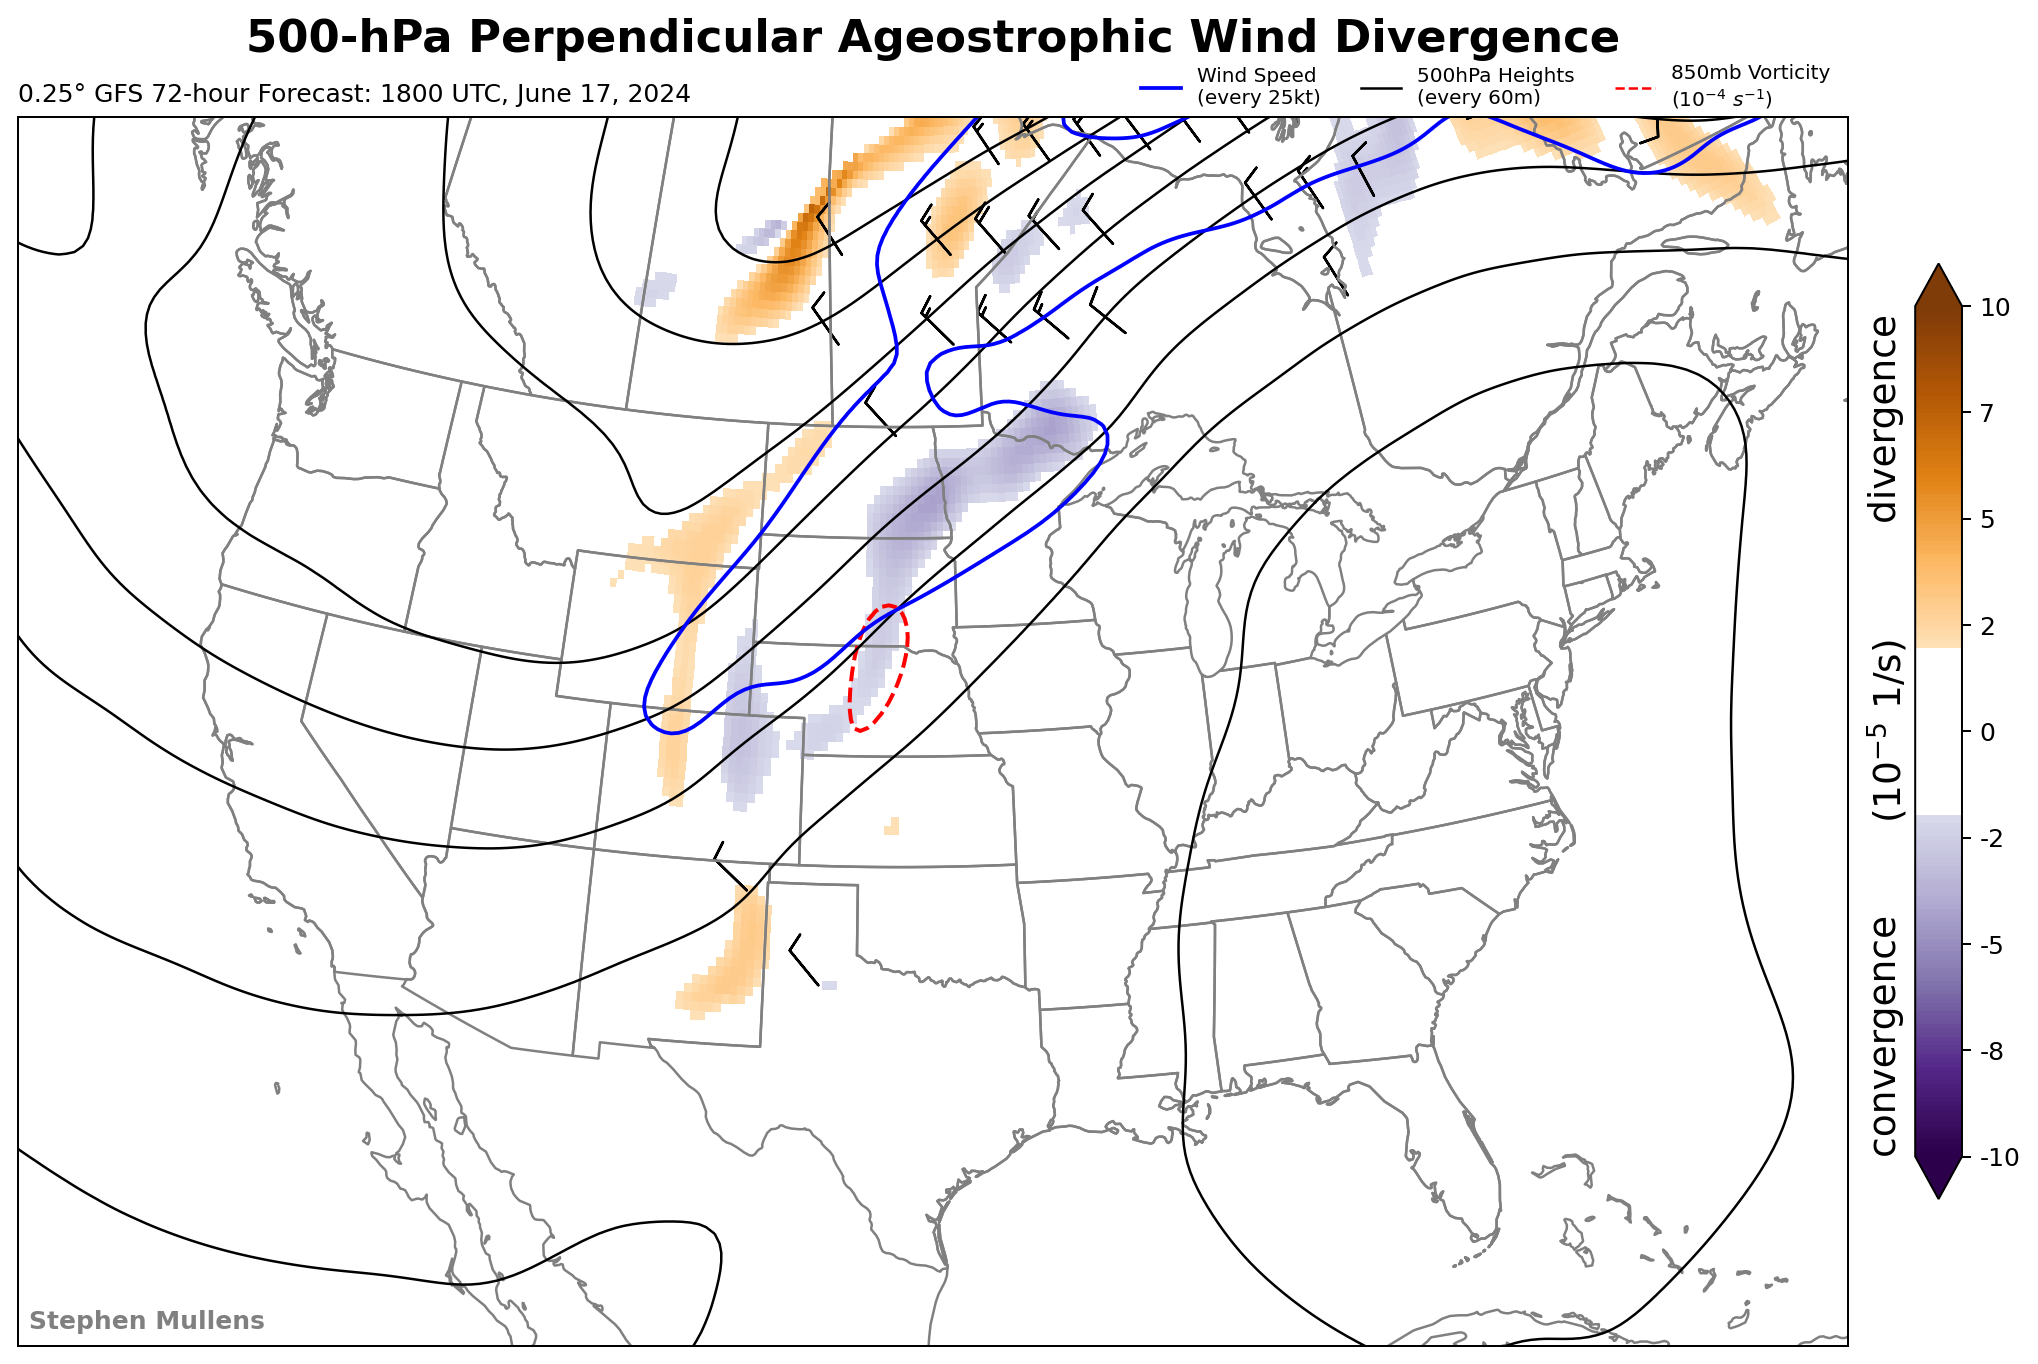 500-hPa Perpendicular Ageostrophic Wind Divergence
0.25° GFS 72-hour Forecast: 1800 UTC, June 17, 2024
Wind Speed
(every 25kt)
500hPa Heights
(every 60m)
850mb Vorticity
(10⁻⁴ s⁻¹)
10
7
5
2
0
-2
-5
-8
-10
convergence (10⁻⁵ 1/s) divergence
Stephen Mullens